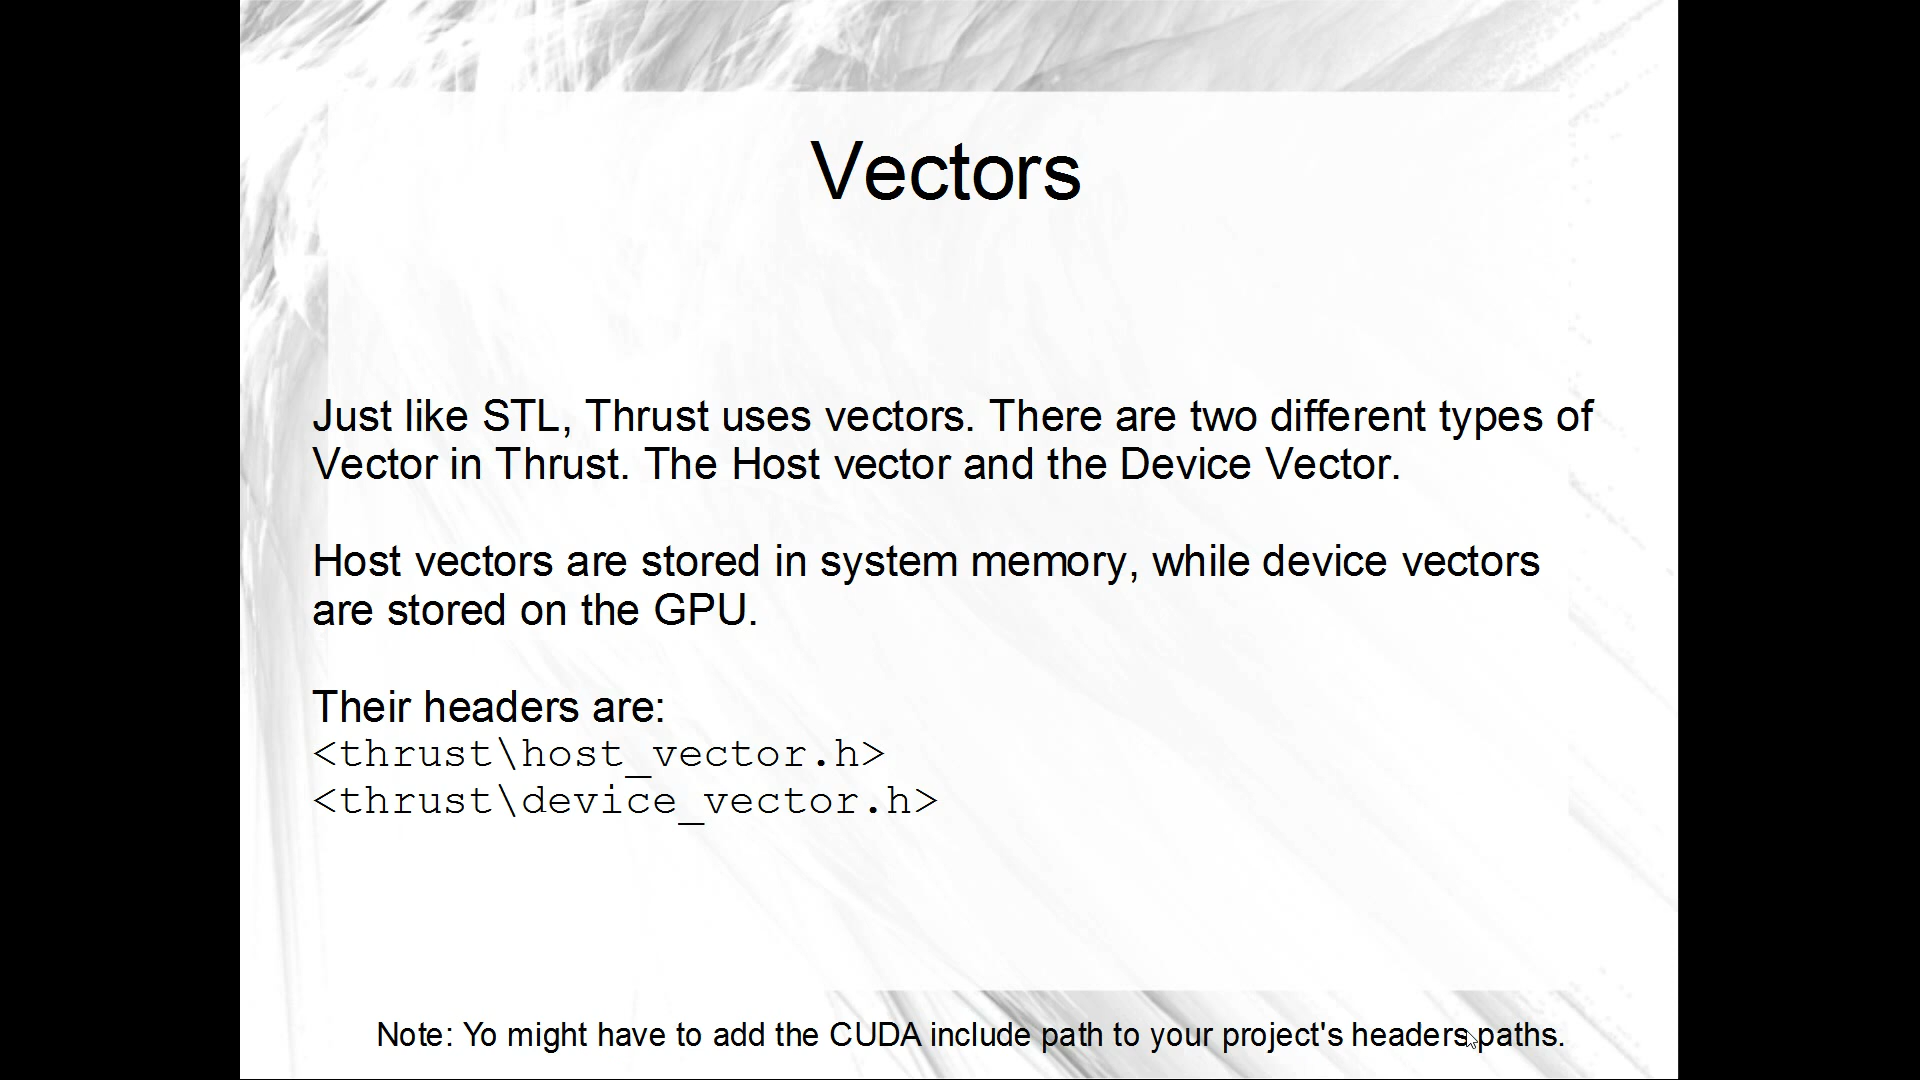 Vectors
Just like STL, Thrust uses vectors. There are two different types of
Vector in Thrust. The Host vector and the Device Vector.
Host vectors are stored in system memory, while device vectors
are stored on the GPU.
Their headers are:
<thrust\host_vector.h>
<thrust\device_vector.h>
Note: Yo might have to add the CUDA include path to your project's headers paths.